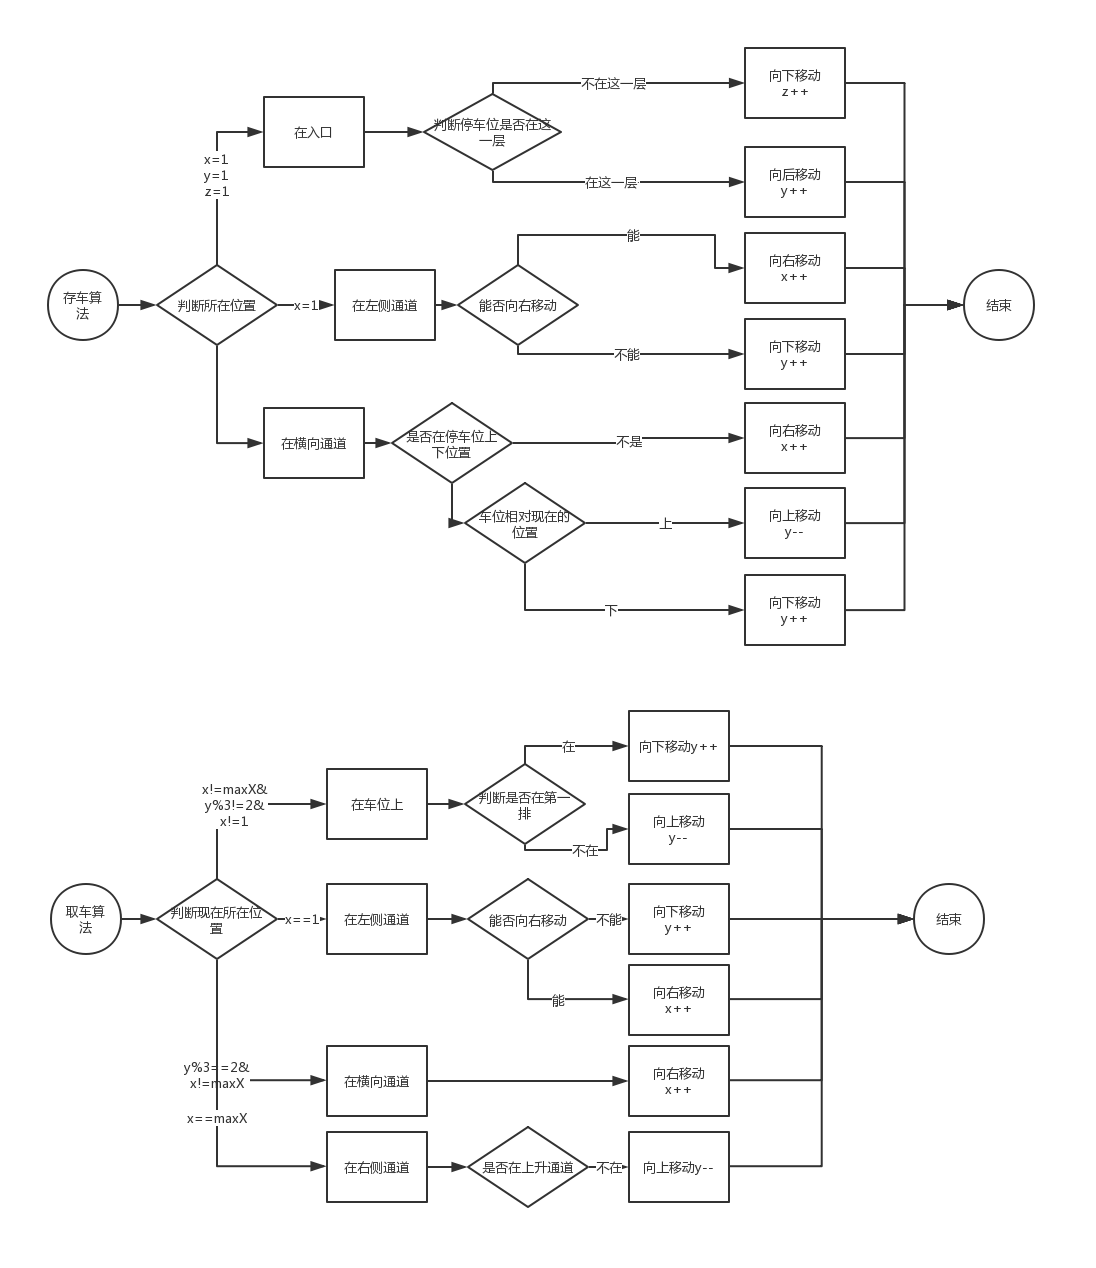 不在这一层
向下移动
z++
在入口
判断停车位是否在这
一层
x=1
y=1
z=1
在这一层
向后移动
y++
能
向右移动
x++
存车算
法
判断所在位置
x=1
在左侧通道
能否向右移动
结束
不能
向下移动
y++
在横向通道
是否在停车位上
下位置
不是
向右移动
x++
车位相对现在的
位置
上
向上移动
y--
下
向下移动
y++
在
向下移动y++
x!=maxX&
y%3!=2&
x!=1
在车位上
判断是否在第一
排
不在
向上移动
y--
取车算
法
判断现在所在位
置
x==1
在左侧通道
能否向右移动
不能
向下移动
y++
结束
能
向右移动
x++
y%3==2&
x!=maxX
在横向通道
向右移动
x++
x==maxX
在右侧通道
是否在上升通道
不在
向上移动y--